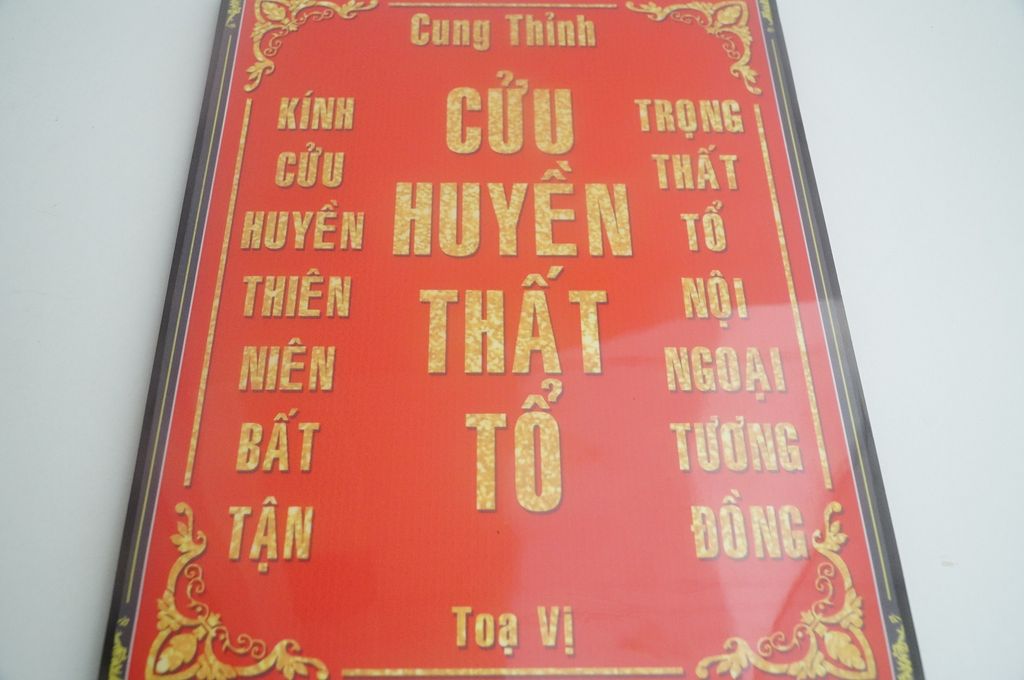 Cung Thỉnh
KÍNH
CỬU
HUYỀN
THIÊN
NIÊN
BẤT
TẬN
CỬU
HUYỀN
THẤT
TỔ
TRỌNG
THẤT
TỔ
NỘI
NGOẠI
TƯƠNG
ĐỒNG
Toạ Vị